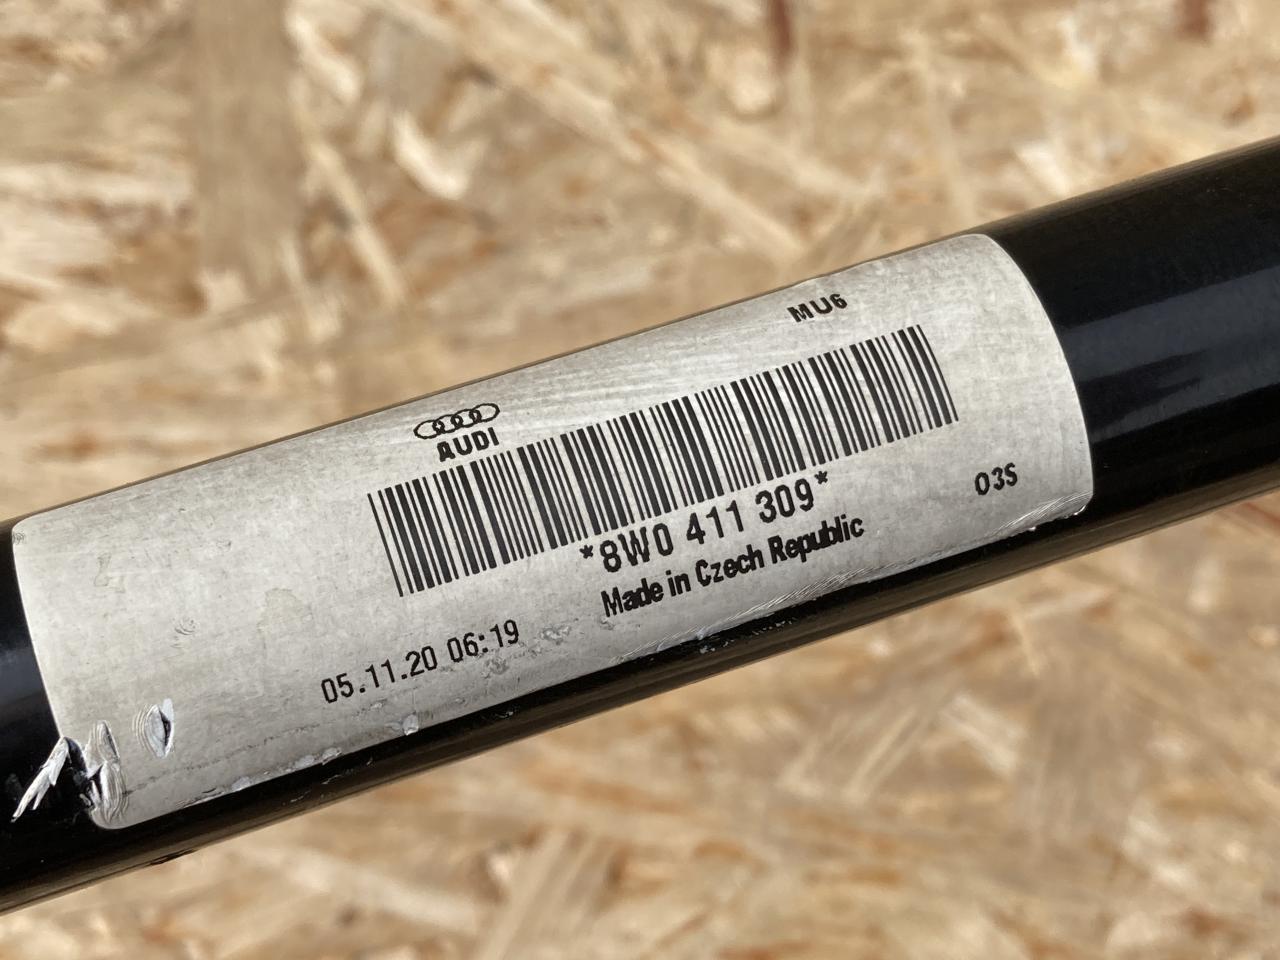 MU6
AUDI
*8W0 411 309*
03S
Made in Czech Republic
05.11.20 06:19